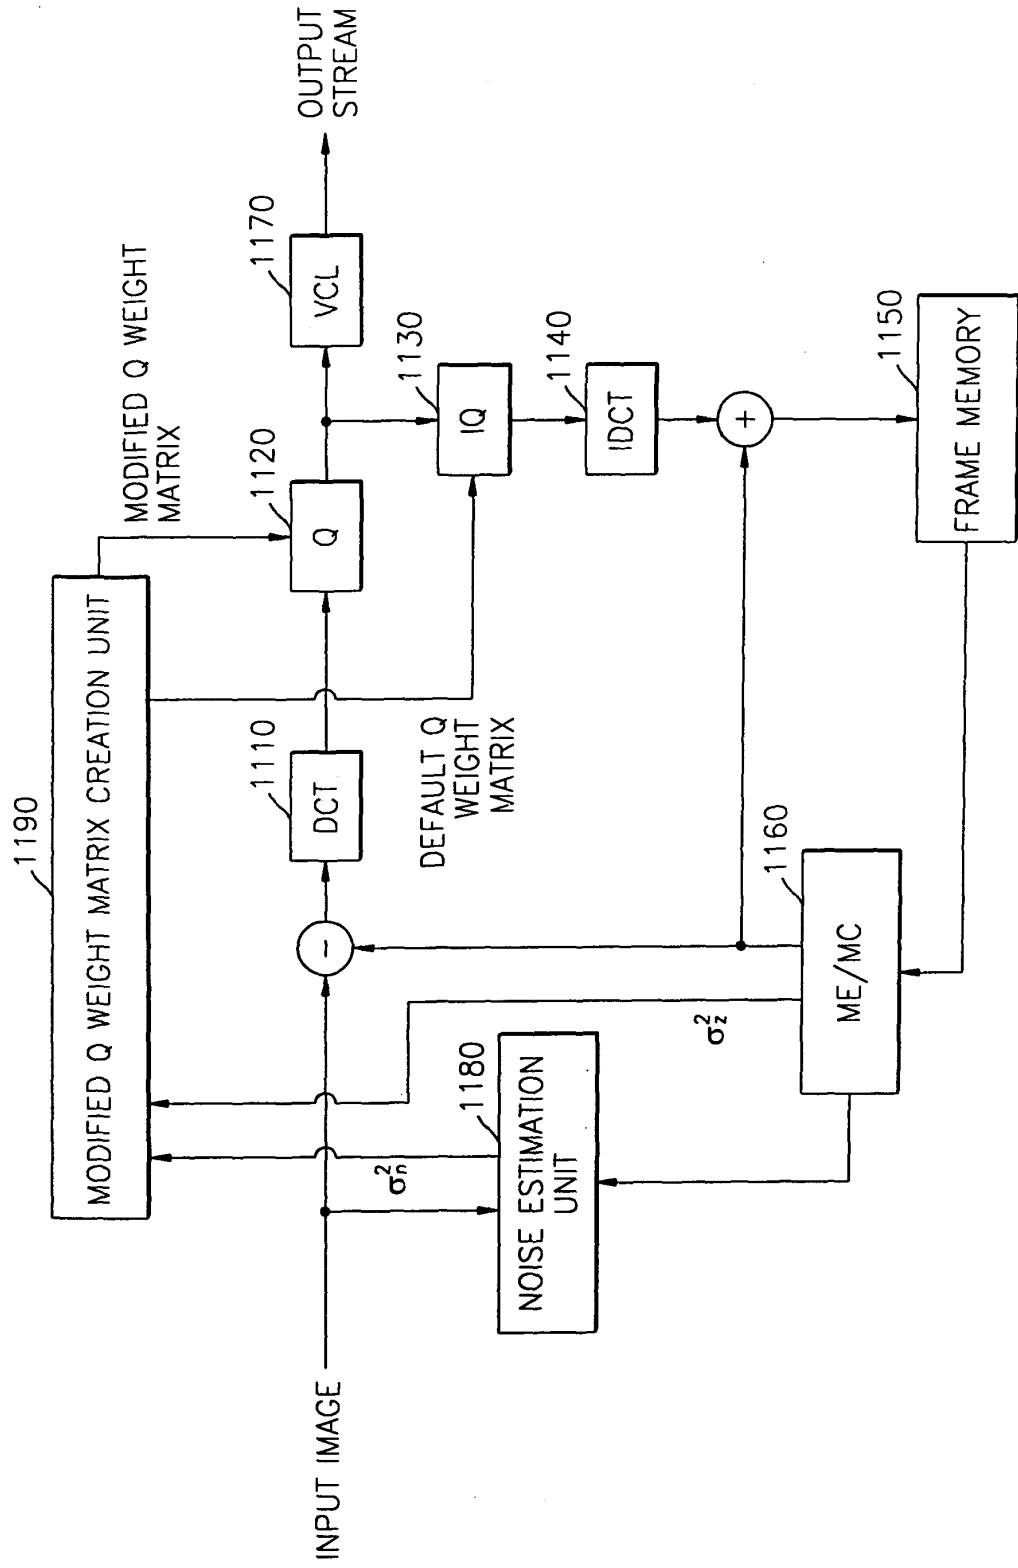 1190
MODIFIED Q WEIGHT MATRIX CREATION UNIT
MODIFIED Q WEIGHT
MATRIX
INPUT IMAGE
-
1110
DCT
1120
Q
1170
VCL
OUTPUT
STREAM
DEFAULT Q
WEIGHT
MATRIX
1130
IQ
1140
IDCT
+
1150
FRAME MEMORY
1160
ME/MC
σ²z
1180
NOISE ESTIMATION
UNIT
σ²n